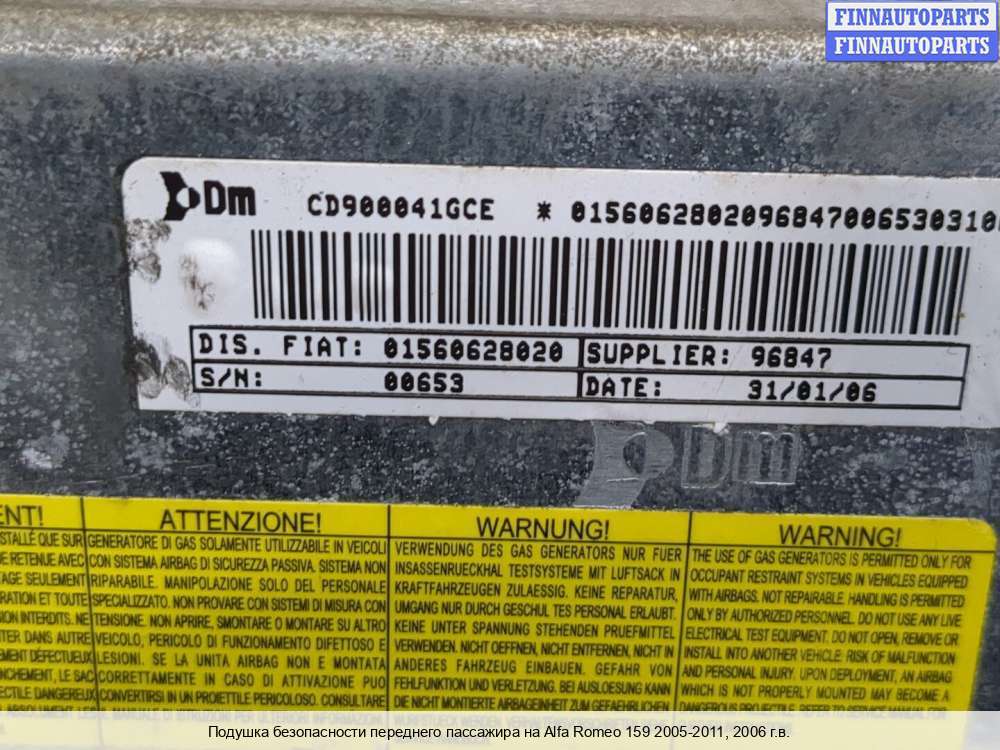 FINNAUTOPARTS
FINNAUTOPARTS
Dm CD900041GCE * 0156062802096847006530310
DIS. FIAT: 01560628020 SUPPLIER: 96847
S/N: 00653 DATE: 31/01/06
Dm
ATTENZIONE!
GENERATORE DI GAS SOLAMENTE UTILIZZABILE IN VEICOLI
CON SISTEMA AIRBAG DI SICUREZZA PASSIVA. SISTEMA NON
RIPARABILE. MANIPOLAZIONE SOLO DEL PERSONALE
SPECIALIZZATO. NON PROVARE CON SISTEMI DI MISURA CON
TENSIONE. NON APRIRE, SMONTARE O MONTARE SU ALTRO
VEICOLO, PERICOLO DI FUNZIONAMENTO DIFETTOSO E
LESIONI. SE LA UNITA AIRBAG NON E MONTATA
CORRETTAMENTE IN CASO DI ATTIVAZIONE PUO
CONVERTIRSI IN UN PROIETTILE PERICOLOSO. CONSULTARE
WARNUNG!
VERWENDUNG DES GAS GENERATORS NUR FUER
INSASSENRUECKHAL TESTSYSTEME MIT LUFTSACK IN
KRAFTFAHRZEUGEN ZULAESSIG. KEINE REPARATUR,
UMGANG NUR DURCH GESCHUL TES PERSONAL ERLAUBT.
KEINE UNTER SPANNUNG STEHENDEN PRUEFMITTEL
VERWENDEN. NICHT OEFFNEN, NICHT ENTFERNEN, NICHT IN
ANDERES FAHRZEUG EINBAUEN. GEFAHR VON
FEHLFUNKTION UND VERLETZUNG. BEI AUSLOESUNG KANN
DIE NICHT MONTIERTE AIRBAGEINHEIT ZUM GEFAEHRLICHEN
WARNING!
THE USE OF GAS GENERATORS IS PERMITTED ONLY FOR
OCCUPANT RESTRAINT SYSTEMS IN VEHICLES EQUIPPED
WITH AIRBAGS. NOT REPAIRABLE. HANDLING IS PERMITTED
ONLY BY AUTHORIZED PERSONNEL. DO NOT USE ANY LIVE
ELECTRICAL TEST EQUIPMENT. DO NOT OPEN, REMOVE OR
INSTALL INTO ANOTHER VEHICLE: RISK OF MALFUNCTION
AND PERSONAL INJURY. UPON DEPLOYMENT, AN AIRBAG
WHICH IS NOT PROPERLY MOUNTED MAY BECOME A
Подушка безопасности переднего пассажира на Alfa Romeo 159 2005-2011, 2006 г.в.